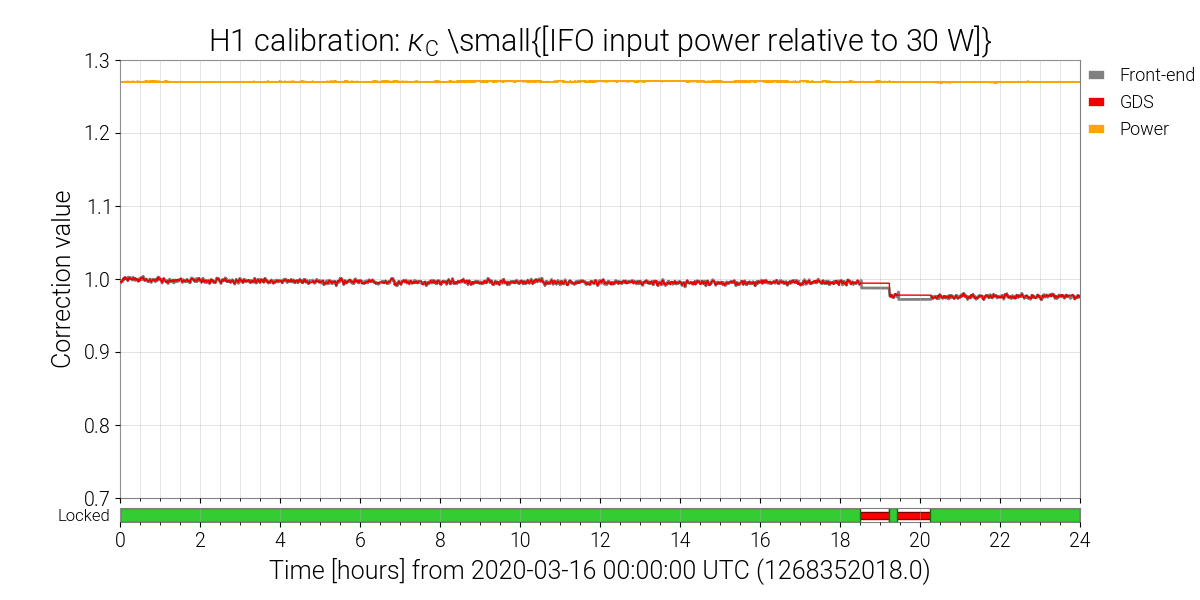 H1 calibration: κC \small{[IFO input power relative to 30 W]}
1.3
1.2
1.1
1.0
0.9
0.8
0.7
Correction value
Front-end
GDS
Power
Locked
0 2 4 6 8 10 12 14 16 18 20 22 24
Time [hours] from 2020-03-16 00:00:00 UTC (1268352018.0)